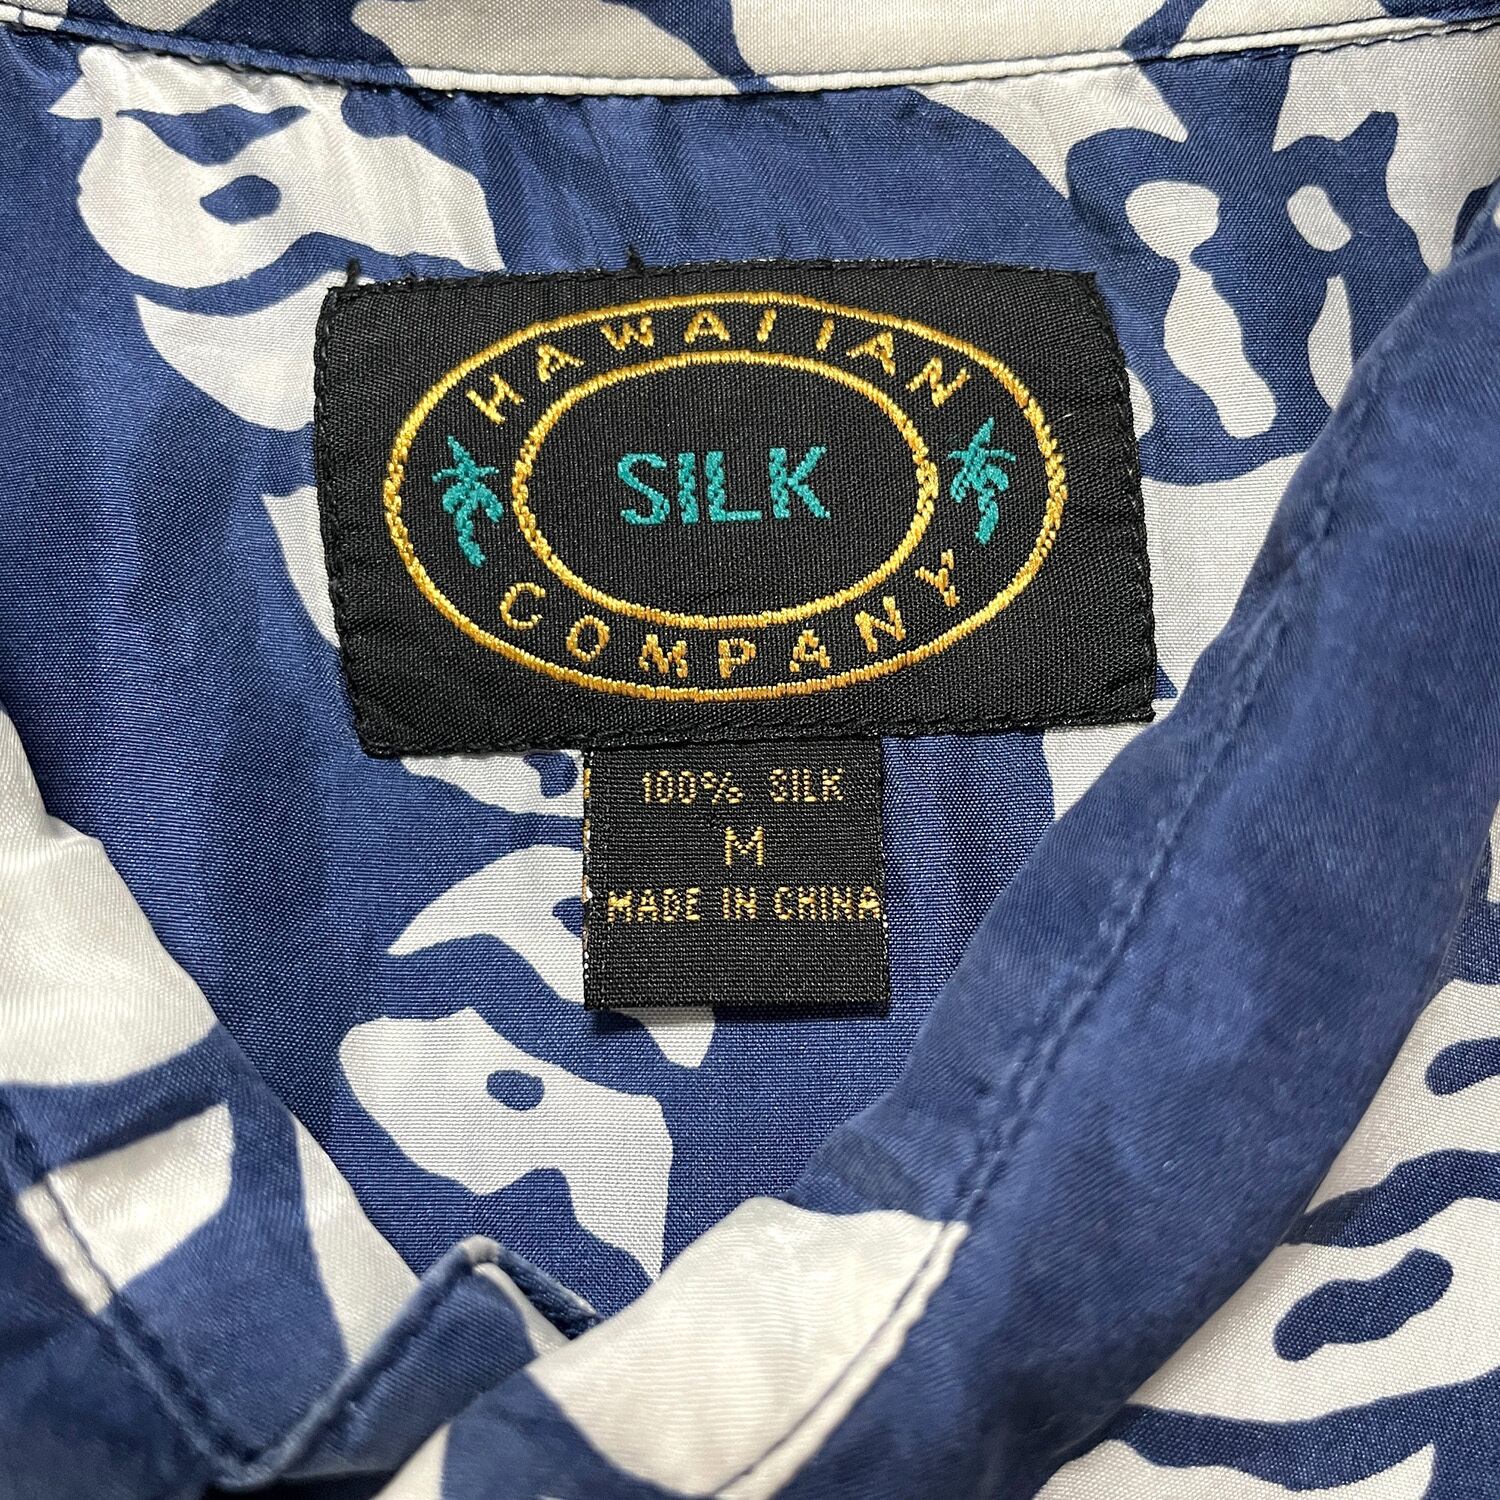 HAWAIIAN
SILK
COMPANY
100% SILK
M
MADE IN CHINA